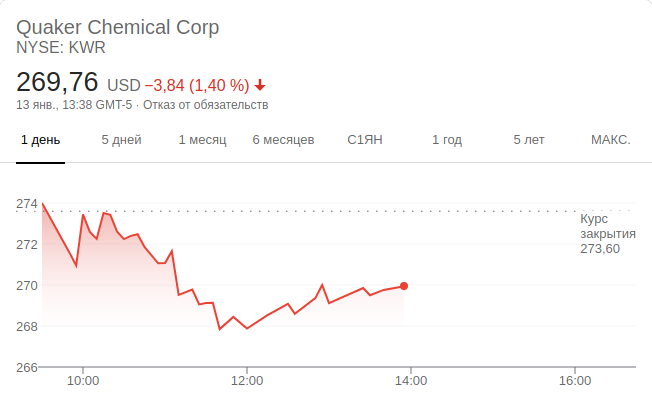 Quaker Chemical Corp
NYSE: KWR
269,76 USD −3,84 (1,40 %)
13 янв., 13:38 GMT-5 · Отказ от обязательств
1 день 5 дней 1 месяц 6 месяцев С1ЯН 1 год 5 лет МАКС.
274
Курс
закрытия
273,60
272
270
268
266
10:00 12:00 14:00 16:00